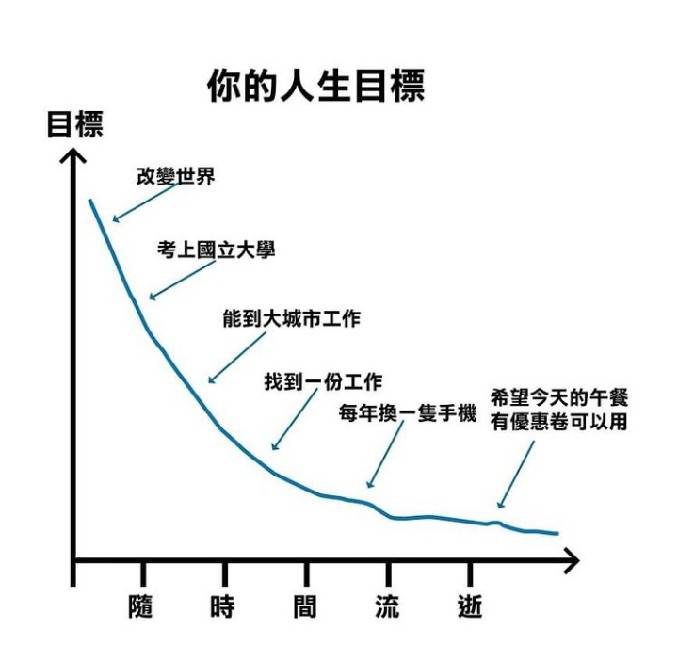 你的人生目標
目標
改變世界
考上國立大學
能到大城市工作
找到一份工作
每年換一隻手機
希望今天的午餐
有優惠卷可以用
隨 時 間 流 逝